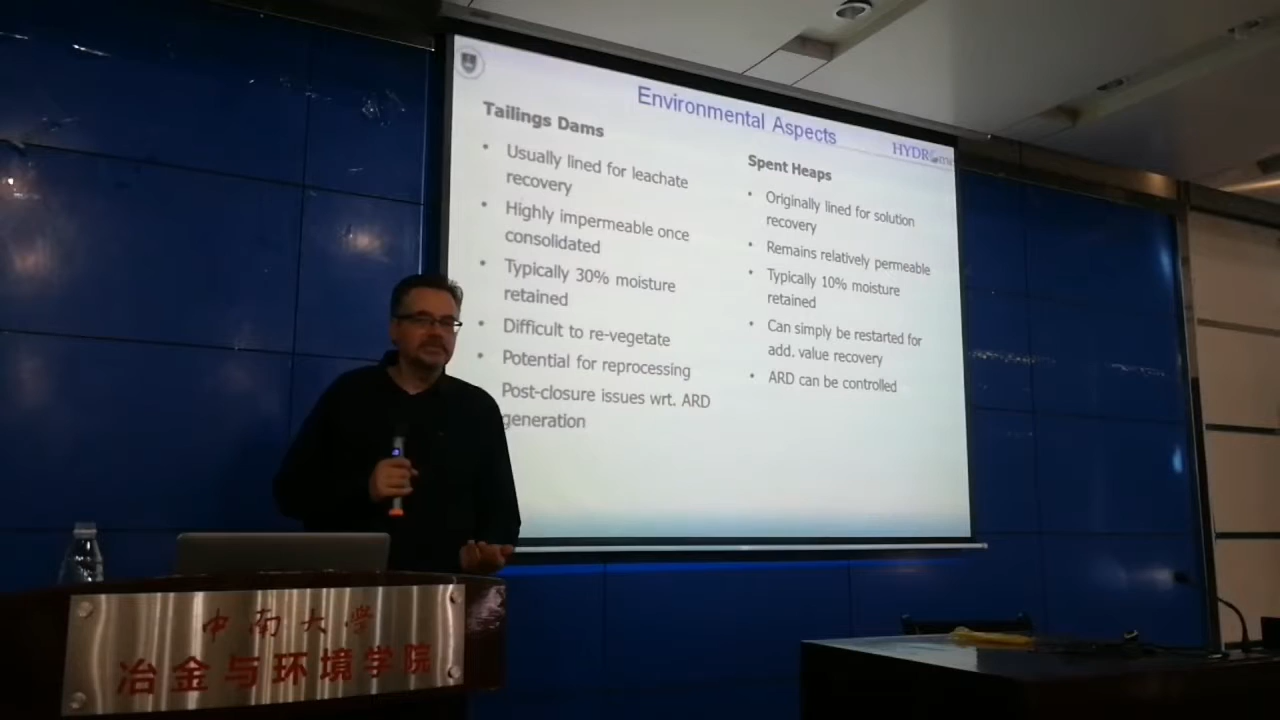 Environmental Aspects
HYDROme
Tailings Dams
• Usually lined for leachate
recovery
• Highly impermeable once
consolidated
• Typically 30% moisture
retained
• Difficult to re-vegetate
• Potential for reprocessing
Post-closure issues wrt. ARD
generation
Spent Heaps
• Originally lined for solution
recovery
• Remains relatively permeable
• Typically 10% moisture
retained
• Can simply be restarted for
add. value recovery
• ARD can be controlled
中南大学
冶金与环境学院